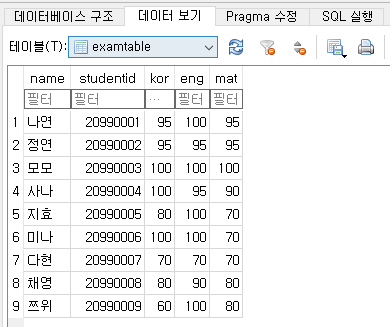 데이터베이스 구조 데이터 보기 Pragma 수정 SQL 실행
테이블(T): examtable
name studentid kor eng mat
필터 필터 ... 필터 필터
1 나연 20990001 95 100 95
2 정연 20990002 95 95 95
3 모모 20990003 100 100 100
4 사나 20990004 100 95 90
5 지효 20990005 80 100 70
6 미나 20990006 100 100 70
7 다현 20990007 70 70 70
8 채영 20990008 80 90 80
9 쯔위 20990009 60 100 80